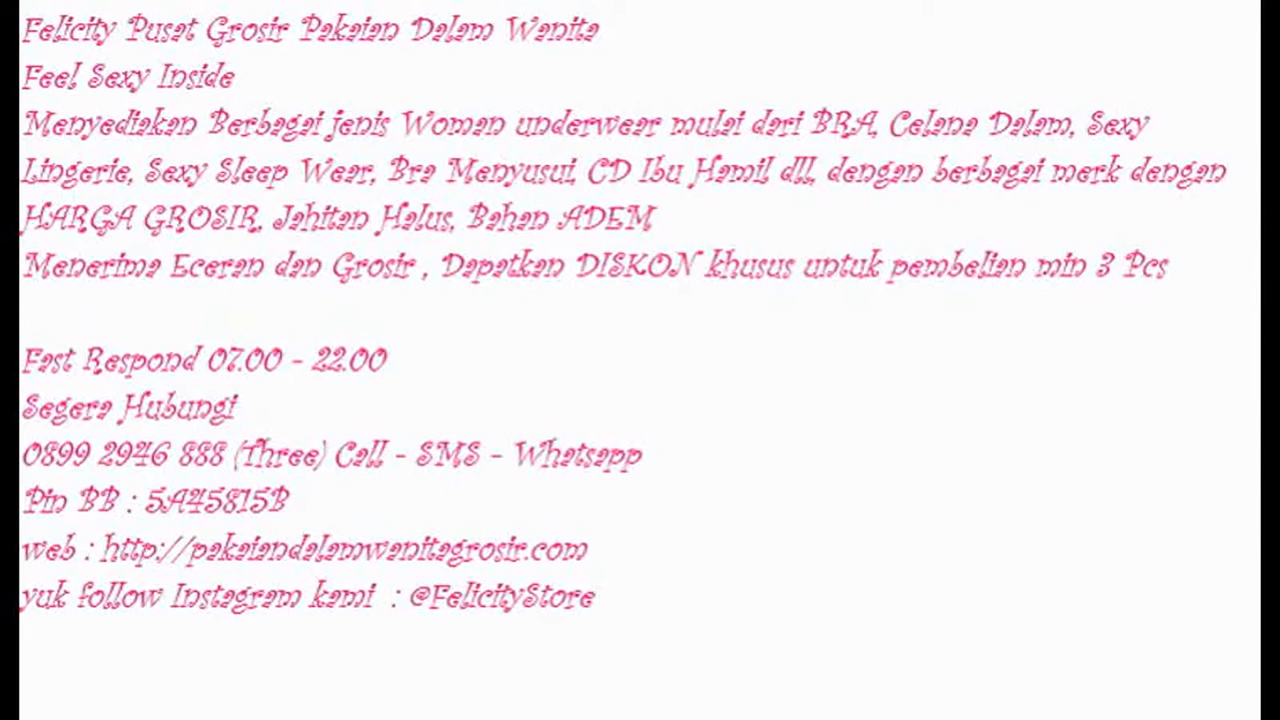 Felicity Pusat Grosir Pakaian Dalam Wanita
Feel Sexy Inside
Menyediakan Berbagai jenis Woman underwear mulai dari BRA, Celana Dalam, Sexy
Lingerie, Sexy Sleep Wear, Bra Menyusui, CD Ibu Hamil dll, dengan berbagai merk dengan
HARGA GROSIR, Jahitan Halus, Bahan ADEM
Menerima Eceran dan Grosir , Dapatkan DISKON khusus untuk pembelian min 3 Pcs
Fast Respond 07.00 - 22.00
Segera Hubungi
0899 2946 888 (Three) Call - SMS - Whatsapp
Pin BB : 5A45815B
web : http://pakaiandalamwanitagrosir.com
yuk follow Instagram kami : @FelicityStore